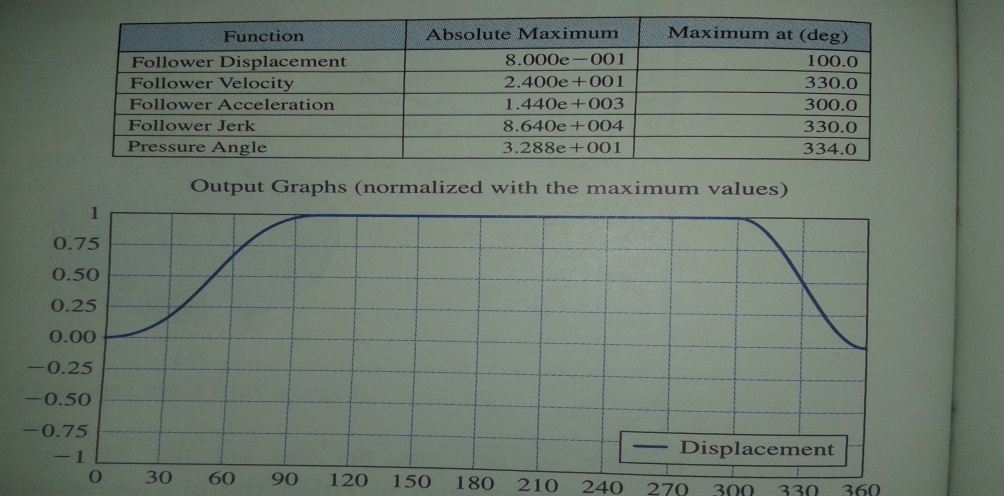 Function Absolute Maximum Maximum at (deg)
Follower Displacement 8.000e−001 100.0
Follower Velocity 2.400e+001 330.0
Follower Acceleration 1.440e+003 300.0
Follower Jerk 8.640e+004 330.0
Pressure Angle 3.288e+001 334.0
Output Graphs (normalized with the maximum values)
1
0.75
0.50
0.25
0.00
−0.25
−0.50
−0.75
−1
Displacement
0 30 60 90 120 150 180 210 240 270 300 330 360